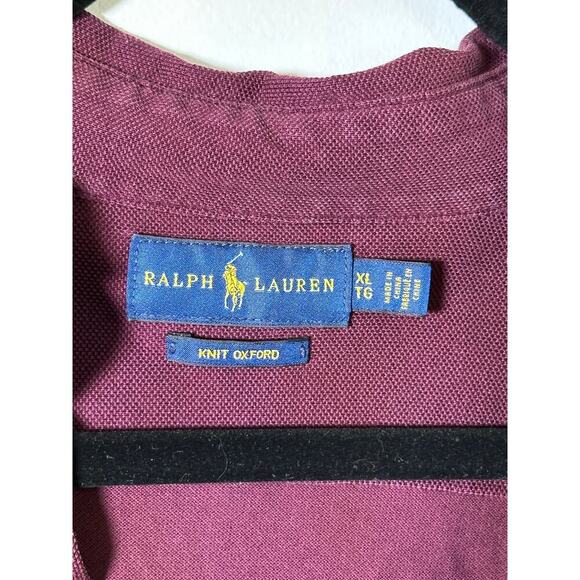 RALPH LAUREN
XL
TG
MADE IN
CHINA
FABRIQUÉ EN
CHINE
KNIT OXFORD